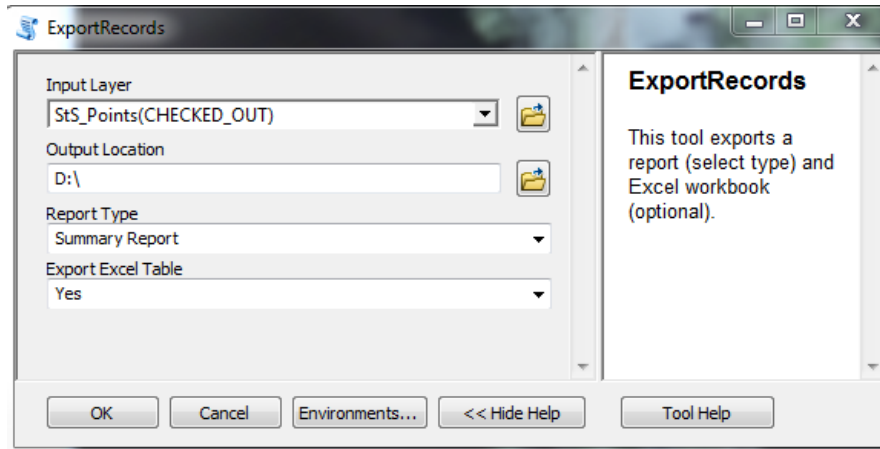 ExportRecords
Input Layer
StS_Points(CHECKED_OUT)
Output Location
D:\
Report Type
Summary Report
Export Excel Table
Yes
ExportRecords
This tool exports a
report (select type) and
Excel workbook
(optional).
OK
Cancel
Environments...
<< Hide Help
Tool Help